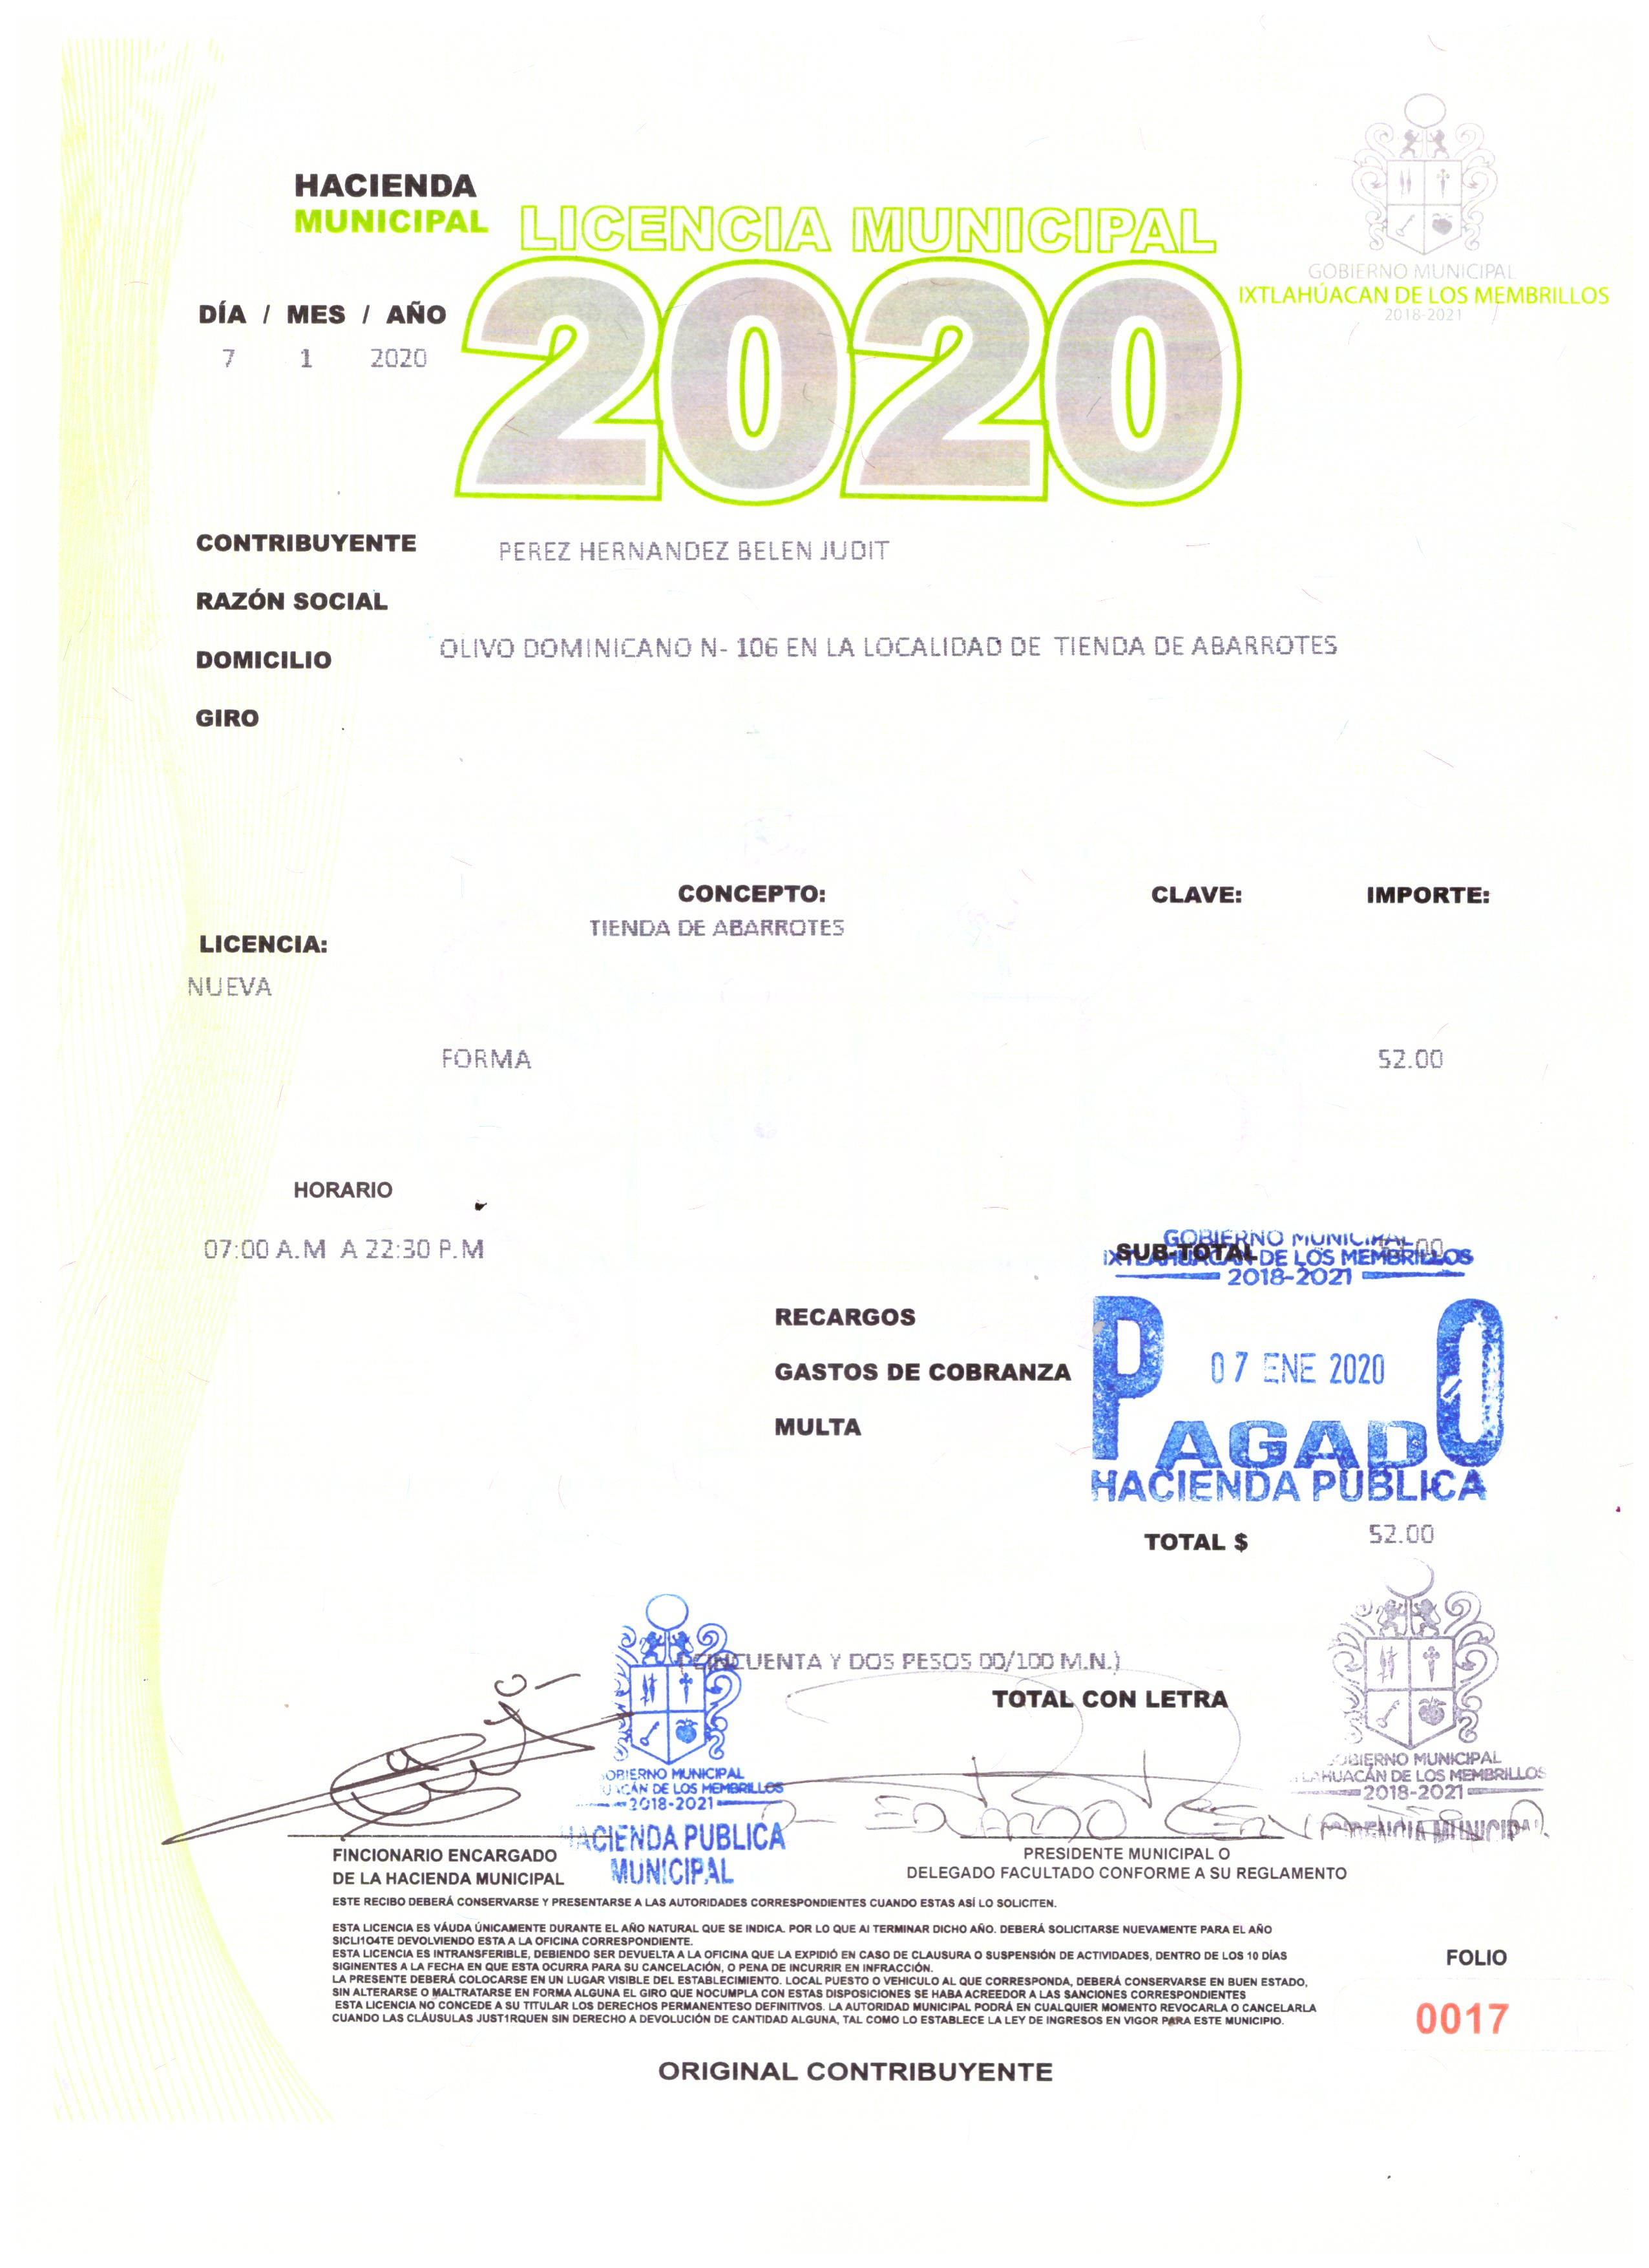 HACIENDA
MUNICIPAL
LICENCIA MUNICIPAL
2020
GOBIERNO MUNICIPAL
IXTLAHUACAN DE LOS MEMBRILLOS
2018-2021
DÍA / MES / AÑO
7 1 2020
CONTRIBUYENTE PEREZ HERNANDEZ BELEN JUDIT
RAZÓN SOCIAL
DOMICILIO OLIVO DOMINICANO N- 106 EN LA LOCALIDAD DE TIENDA DE ABARROTES
GIRO
CONCEPTO: CLAVE: IMPORTE:
TIENDA DE ABARROTES
LICENCIA:
NUEVA
FORMA 52.00
HORARIO
07:00 A.M A 22:30 P.M
GOBIERNO MUNICIPAL
SUB-TOTAL
IXTLAHUACAN DE LOS MEMBRILLOS
2018-2021
RECARGOS
GASTOS DE COBRANZA
MULTA
07 ENE 2020
PAGADO
HACIENDA PUBLICA
TOTAL $ 52.00
CINCUENTA Y DOS PESOS 00/100 M.N.)
TOTAL CON LETRA
OBIERNO MUNICIPAL
CÁN DE LOS MEMBRILLOS
2018-2021
HACIENDA PUBLICA
MUNICIPAL
OBIERNO MUNICIPAL
LAHUACÁN DE LOS MEMBRILLOS
2018-2021
FINCIONARIO ENCARGADO
DE LA HACIENDA MUNICIPAL
PRESIDENTE MUNICIPAL O
DELEGADO FACULTADO CONFORME A SU REGLAMENTO
ESTE RECIBO DEBERÁ CONSERVARSE Y PRESENTARSE A LAS AUTORIDADES CORRESPONDIENTES CUANDO ESTAS ASÍ LO SOLICITEN.
ESTA LICENCIA ES VÁUDA ÚNICAMENTE DURANTE EL AÑO NATURAL QUE SE INDICA. POR LO QUE AI TERMINAR DICHO AÑO. DEBERÁ SOLICITARSE NUEVAMENTE PARA EL AÑO
SICLI1O4TE DEVOLVIENDO ESTA A LA OFICINA CORRESPONDIENTE.
ESTA LICENCIA ES INTRANSFERIBLE, DEBIENDO SER DEVUELTA A LA OFICINA QUE LA EXPIDIÓ EN CASO DE CLAUSURA O SUSPENSIÓN DE ACTIVIDADES, DENTRO DE LOS 10 DÍAS
SIGINENTES A LA FECHA EN QUE ESTA OCURRA PARA SU CANCELACIÓN, O PENA DE INCURRIR EN INFRACCIÓN.
LA PRESENTE DEBERÁ COLOCARSE EN UN LUGAR VISIBLE DEL ESTABLECIMIENTO. LOCAL PUESTO O VEHICULO AL QUE CORRESPONDA, DEBERÁ CONSERVARSE EN BUEN ESTADO,
SIN ALTERARSE O MALTRATARSE EN FORMA ALGUNA EL GIRO QUE NOCUMPLA CON ESTAS DISPOSICIONES SE HABA ACREEDOR A LAS SANCIONES CORRESPONDIENTES
ESTA LICENCIA NO CONCEDE A SU TITULAR LOS DERECHOS PERMANENTESO DEFINITIVOS. LA AUTORIDAD MUNICIPAL PODRÁ EN CUALQUIER MOMENTO REVOCARLA O CANCELARLA
CUANDO LAS CLÁUSULAS JUST1RQUEN SIN DERECHO A DEVOLUCIÓN DE CANTIDAD ALGUNA, TAL COMO LO ESTABLECE LA LEY DE INGRESOS EN VIGOR PARA ESTE MUNICIPIO.
FOLIO
0017
ORIGINAL CONTRIBUYENTE